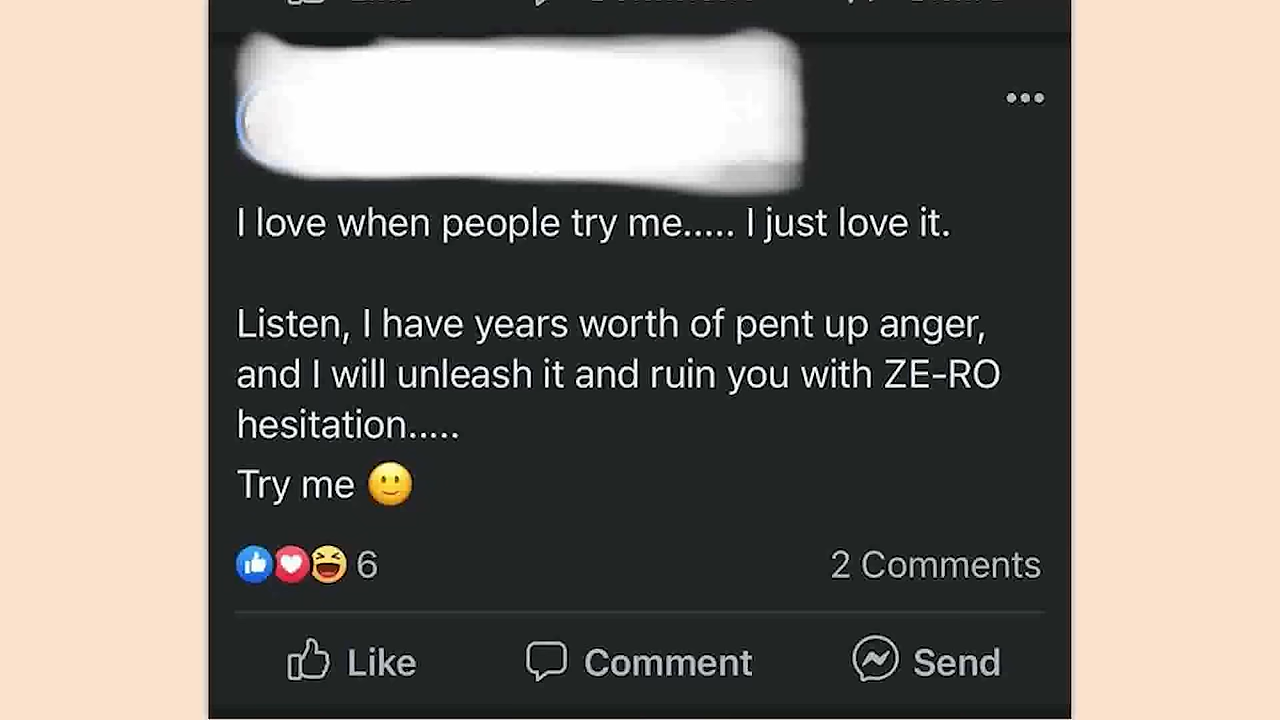 I love when people try me..... I just love it.
Listen, I have years worth of pent up anger,
and I will unleash it and ruin you with ZE-RO
hesitation.....
Try me 🙂
6 2 Comments
Like Comment Send